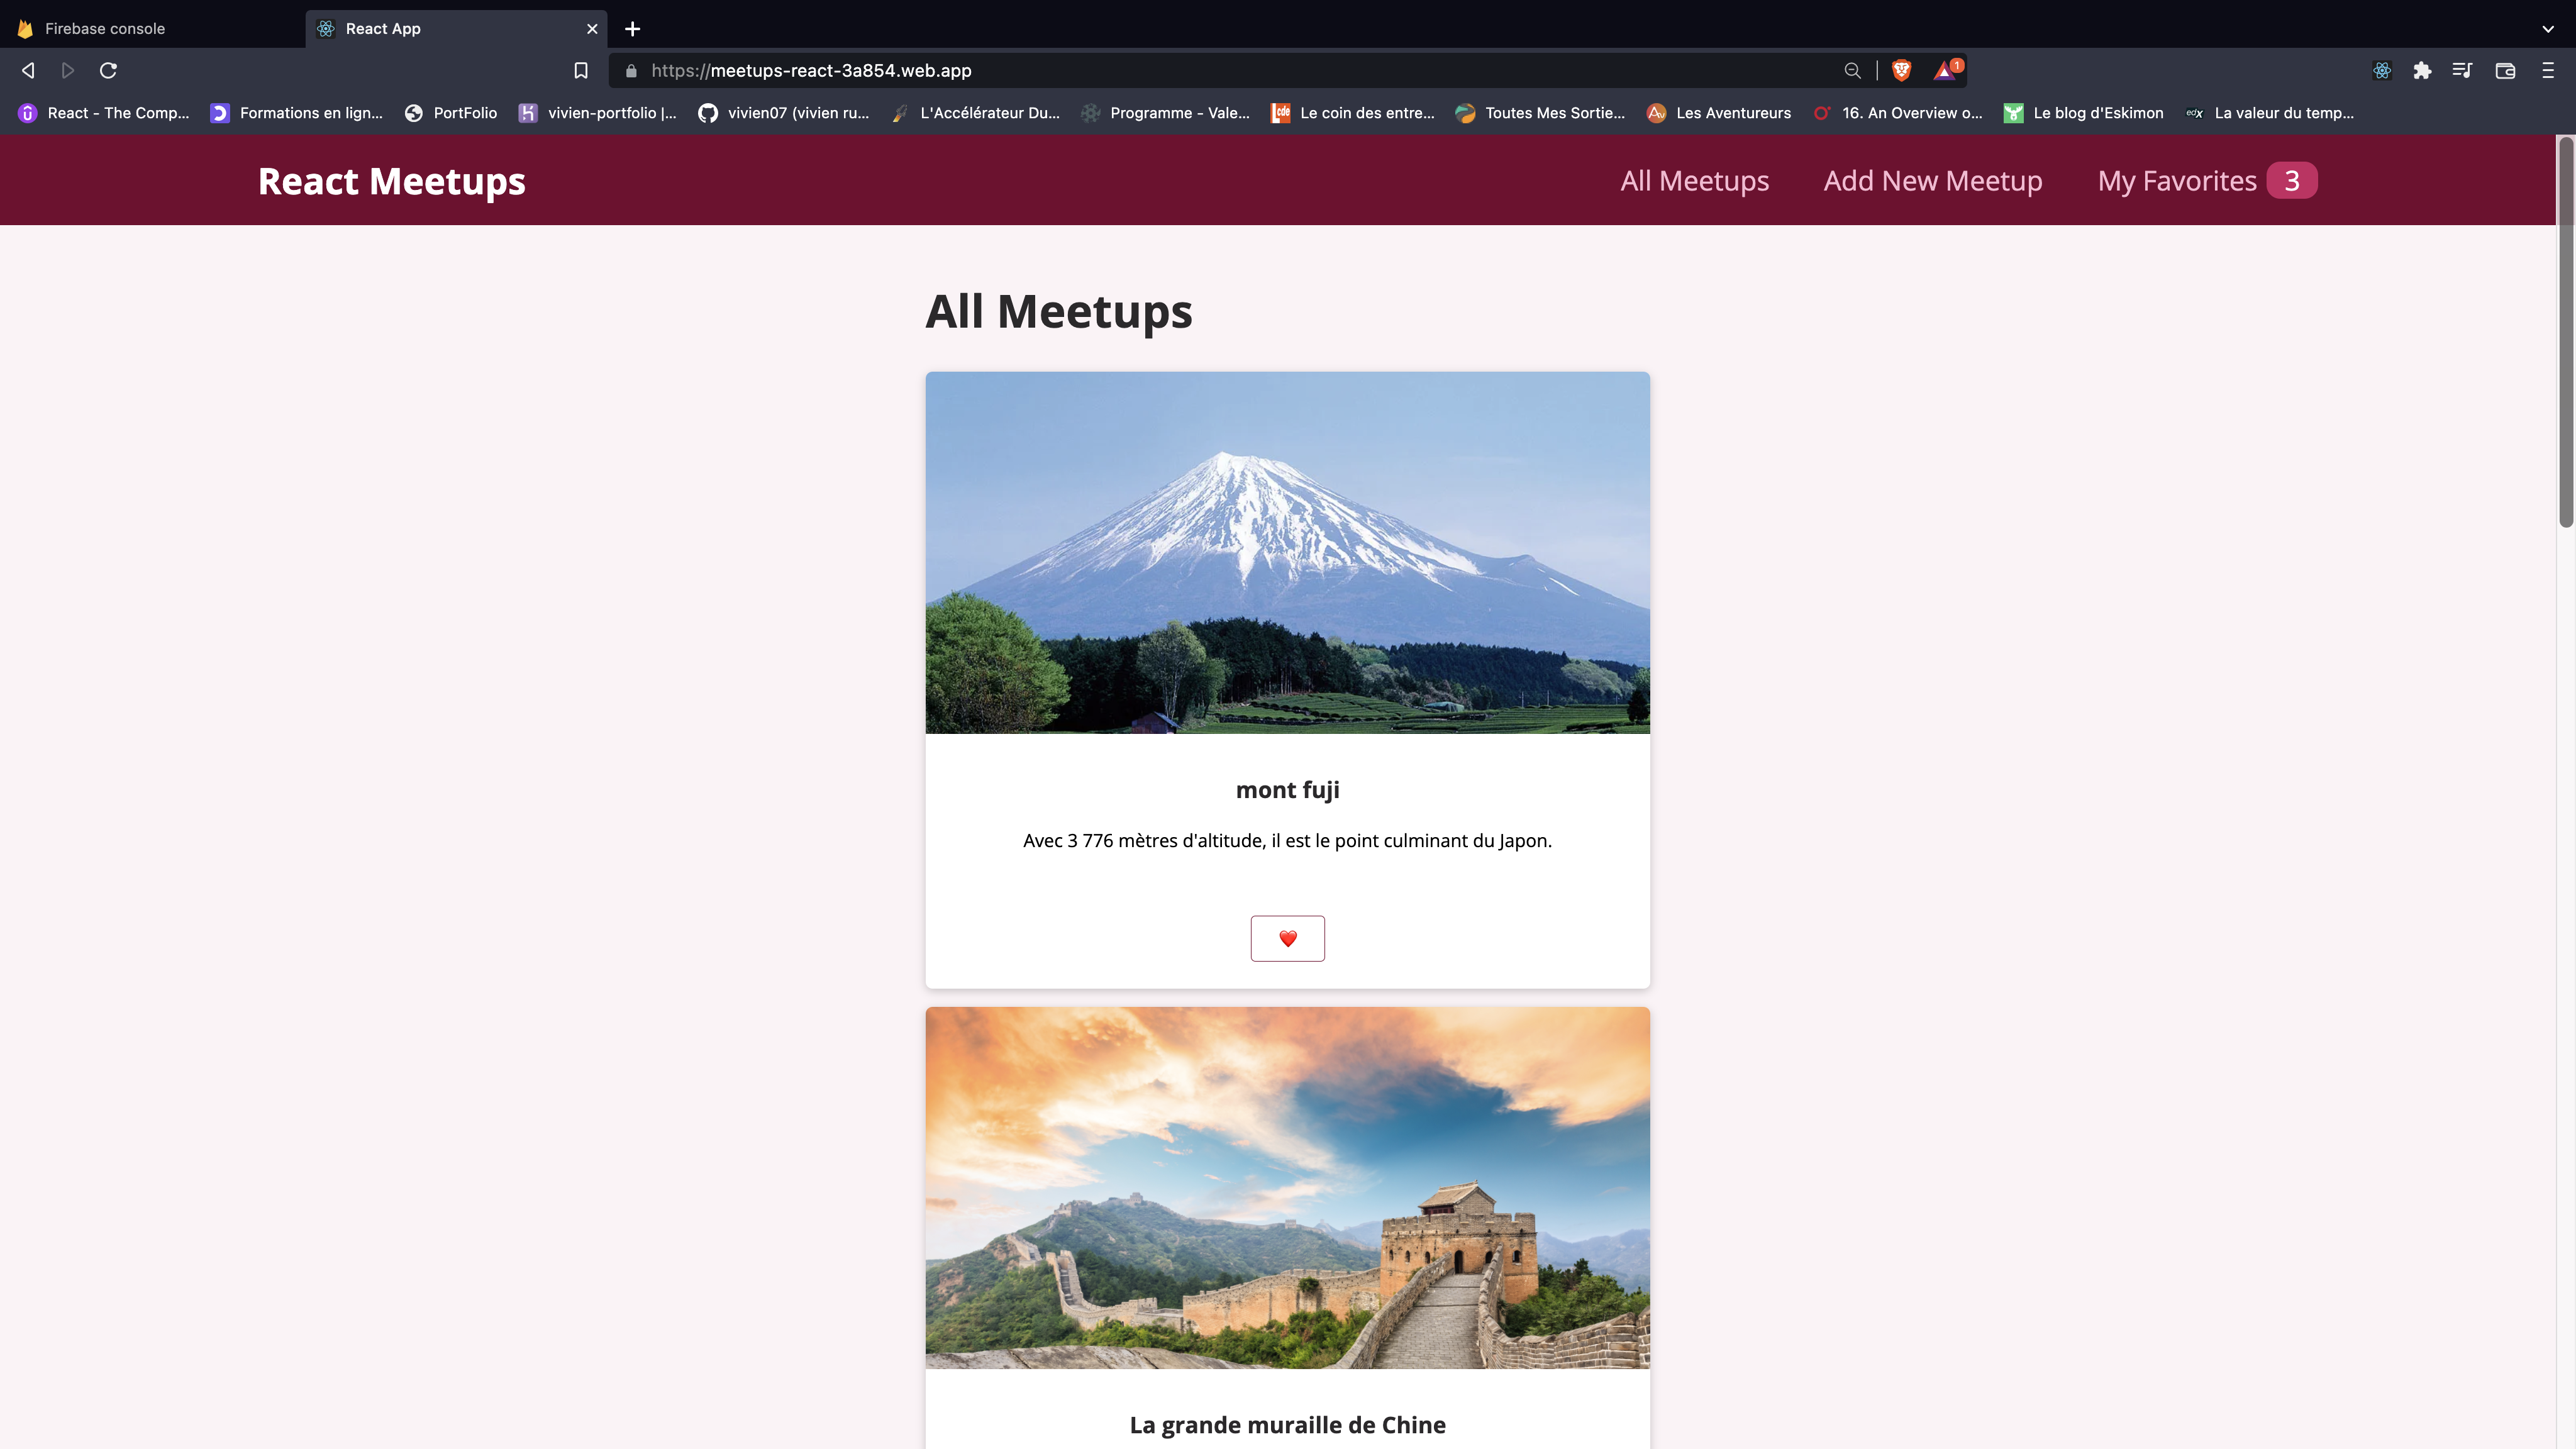 Firebase console
React App
https://meetups-react-3a854.web.app
1
React - The Comp...
Formations en lign...
PortFolio
vivien-portfolio |...
vivien07 (vivien ru...
L'Accélérateur Du...
Programme - Vale...
cde
Le coin des entre...
Toutes Mes Sortie...
Les Aventureurs
16. An Overview o...
Le blog d'Eskimon
edX
La valeur du temp...
React Meetups
All Meetups
Add New Meetup
My Favorites 3
All Meetups
mont fuji
Avec 3 776 mètres d'altitude, il est le point culminant du Japon.
La grande muraille de Chine